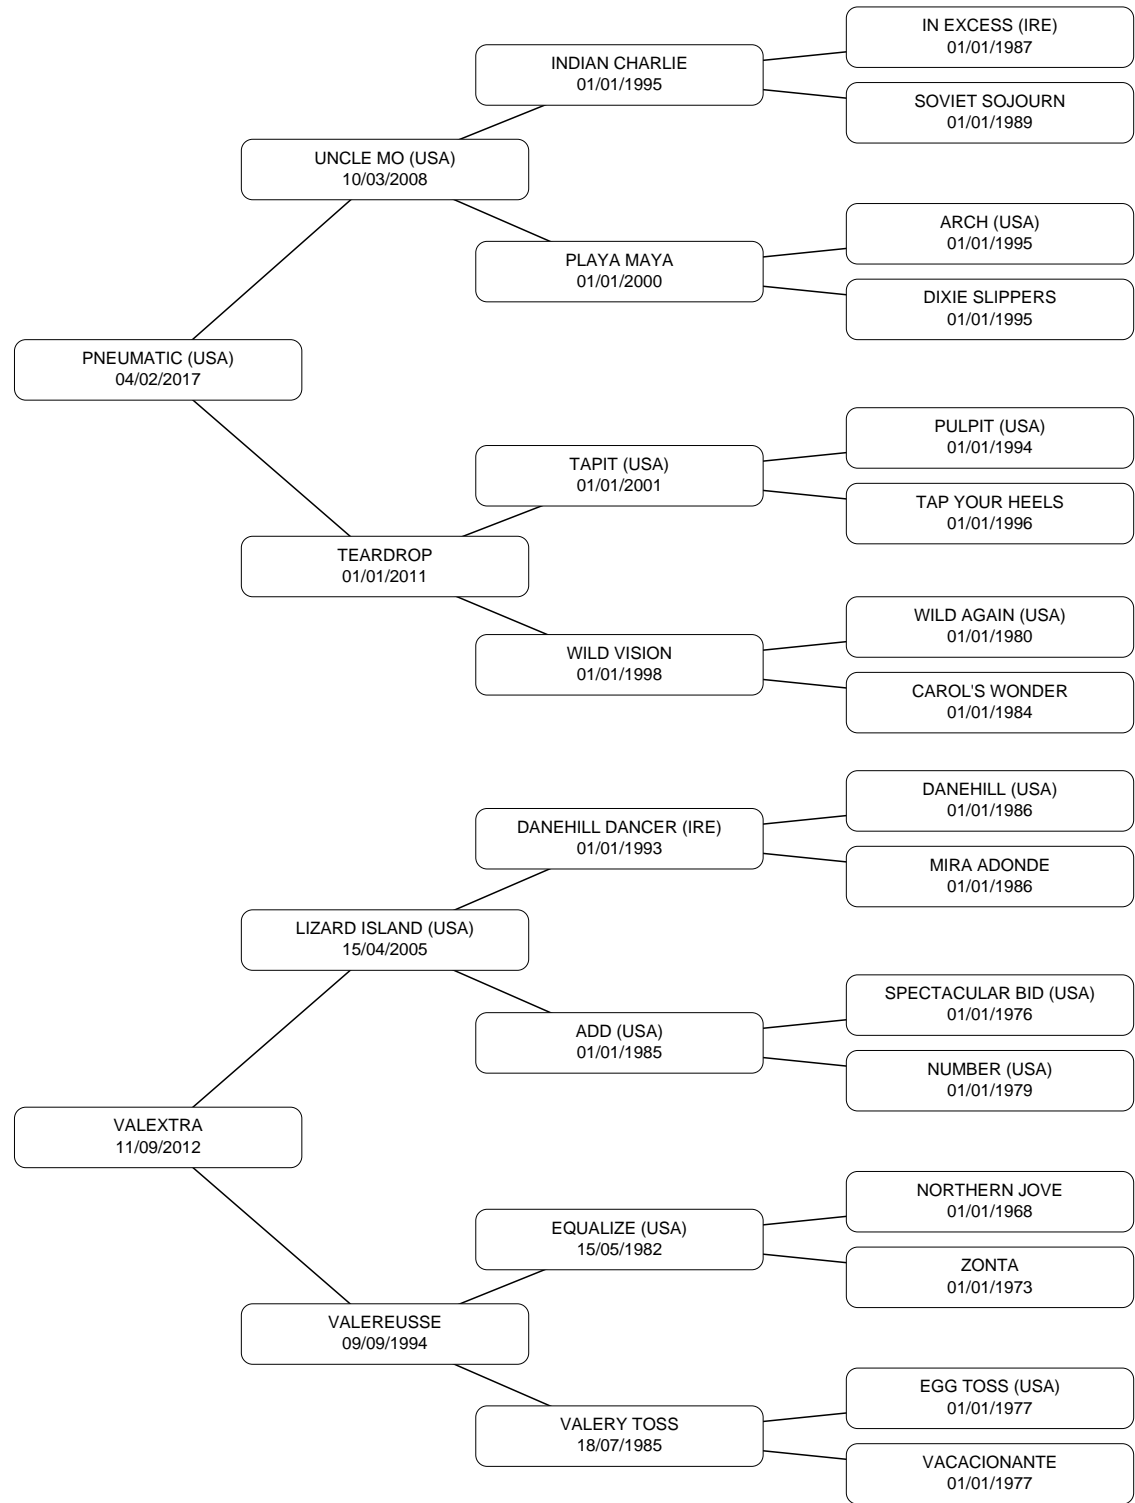 IN EXCESS (IRE)
01/01/1987
INDIAN CHARLIE
01/01/1995
SOVIET SOJOURN
01/01/1989
UNCLE MO (USA)
10/03/2008
ARCH (USA)
01/01/1995
PLAYA MAYA
01/01/2000
DIXIE SLIPPERS
01/01/1995
PNEUMATIC (USA)
04/02/2017
PULPIT (USA)
01/01/1994
TAPIT (USA)
01/01/2001
TAP YOUR HEELS
01/01/1996
TEARDROP
01/01/2011
WILD AGAIN (USA)
01/01/1980
WILD VISION
01/01/1998
CAROL'S WONDER
01/01/1984
DANEHILL (USA)
01/01/1986
DANEHILL DANCER (IRE)
01/01/1993
MIRA ADONDE
01/01/1986
LIZARD ISLAND (USA)
15/04/2005
SPECTACULAR BID (USA)
01/01/1976
ADD (USA)
01/01/1985
NUMBER (USA)
01/01/1979
VALEXTRA
11/09/2012
NORTHERN JOVE
01/01/1968
EQUALIZE (USA)
15/05/1982
ZONTA
01/01/1973
VALEREUSSE
09/09/1994
EGG TOSS (USA)
01/01/1977
VALERY TOSS
18/07/1985
VACACIONANTE
01/01/1977